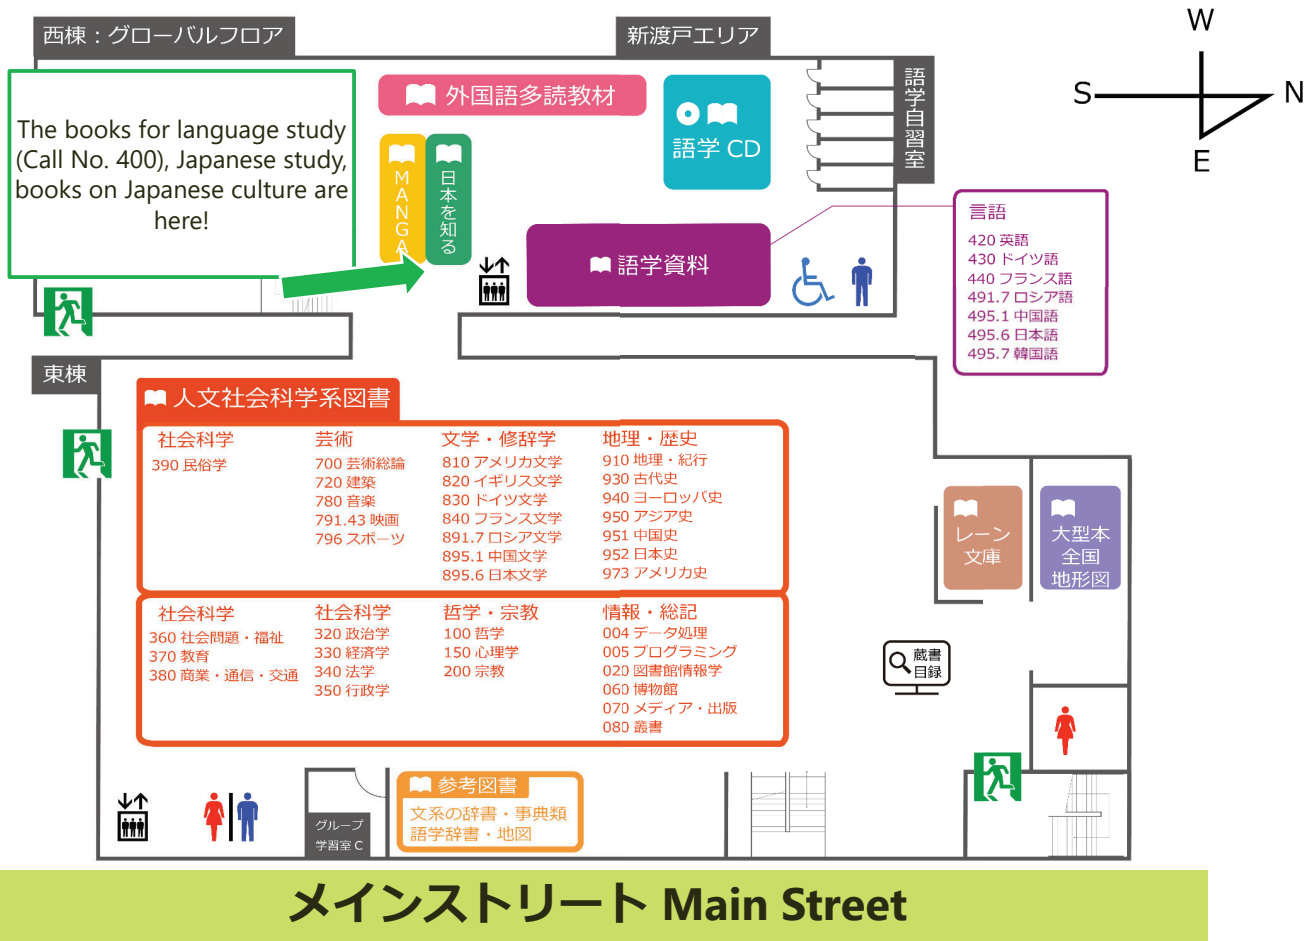 西棟：グローバルフロア
新渡戸エリア
W
S
N
E
語学自習室
The books for language study
(Call No. 400), Japanese study,
books on Japanese culture are
here!
外国語多読教材
語学 CD
MANGA
日本を知る
語学資料
言語
420 英語
430 ドイツ語
440 フランス語
491.7 ロシア語
495.1 中国語
495.6 日本語
495.7 韓国語
東棟
人文社会科学系図書
社会科学
390 民俗学
芸術
700 芸術総論
720 建築
780 音楽
791.43 映画
796 スポーツ
文学・修辞学
810 アメリカ文学
820 イギリス文学
830 ドイツ文学
840 フランス文学
891.7 ロシア文学
895.1 中国文学
895.6 日本文学
地理・歴史
910 地理・紀行
930 古代史
940 ヨーロッパ史
950 アジア史
951 中国史
952 日本史
973 アメリカ史
社会科学
360 社会問題・福祉
370 教育
380 商業・通信・交通
社会科学
320 政治学
330 経済学
340 法学
350 行政学
哲学・宗教
100 哲学
150 心理学
200 宗教
情報・総記
004 データ処理
005 プログラミング
020 図書館情報学
060 博物館
070 メディア・出版
080 叢書
レーン
文庫
大型本
全国
地形図
蔵書
目録
グループ
学習室 C
参考図書
文系の辞書・事典類
語学辞書・地図
メインストリート Main Street